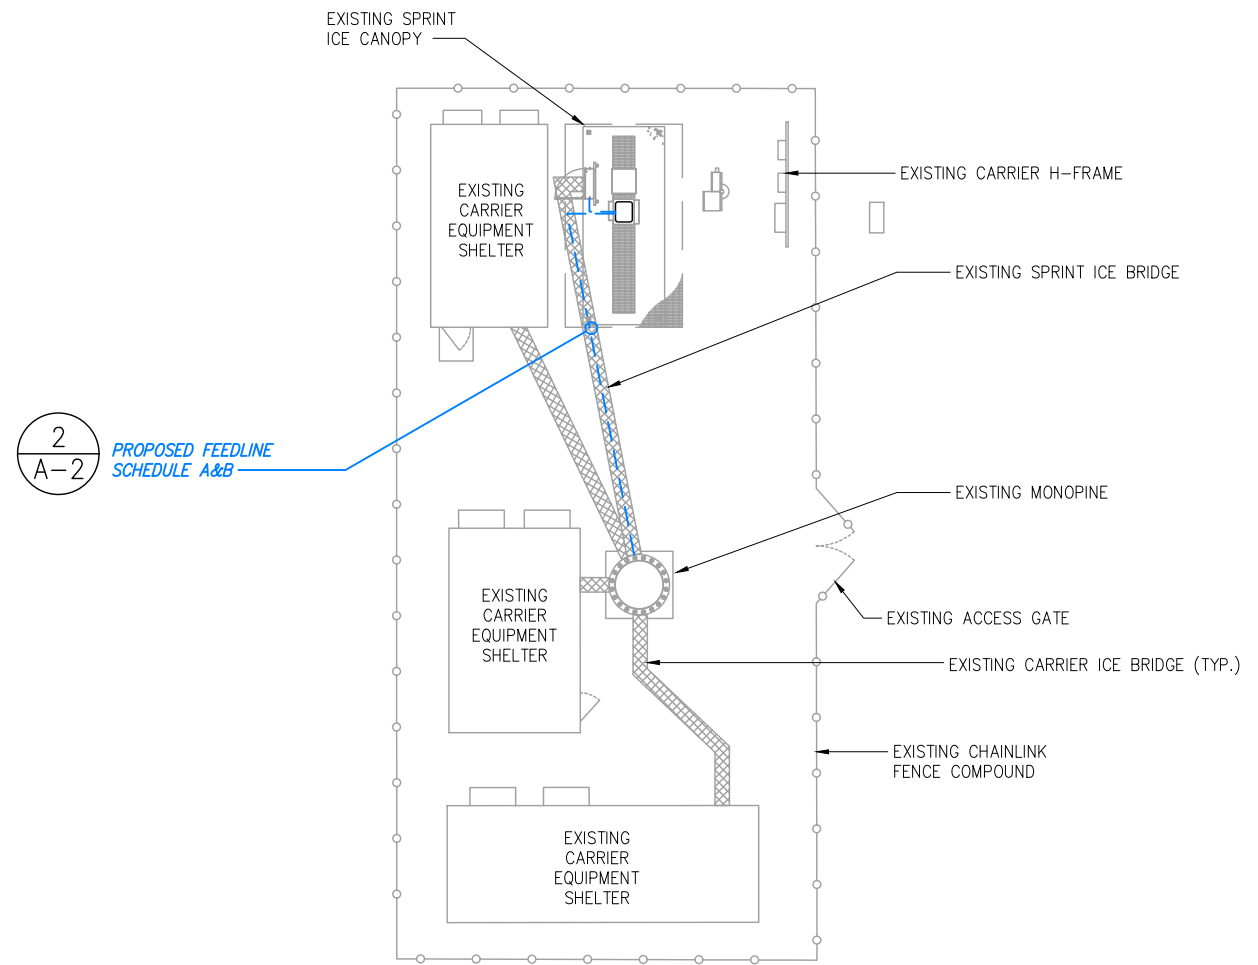 EXISTING SPRINT
ICE CANOPY
EXISTING CARRIER H-FRAME
EXISTING
CARRIER
EQUIPMENT
SHELTER
EXISTING SPRINT ICE BRIDGE
2
A-2
PROPOSED FEEDLINE
SCHEDULE A&B
EXISTING MONOPINE
EXISTING
CARRIER
EQUIPMENT
SHELTER
EXISTING ACCESS GATE
EXISTING CARRIER ICE BRIDGE (TYP.)
EXISTING CHAINLINK
FENCE COMPOUND
EXISTING
CARRIER
EQUIPMENT
SHELTER